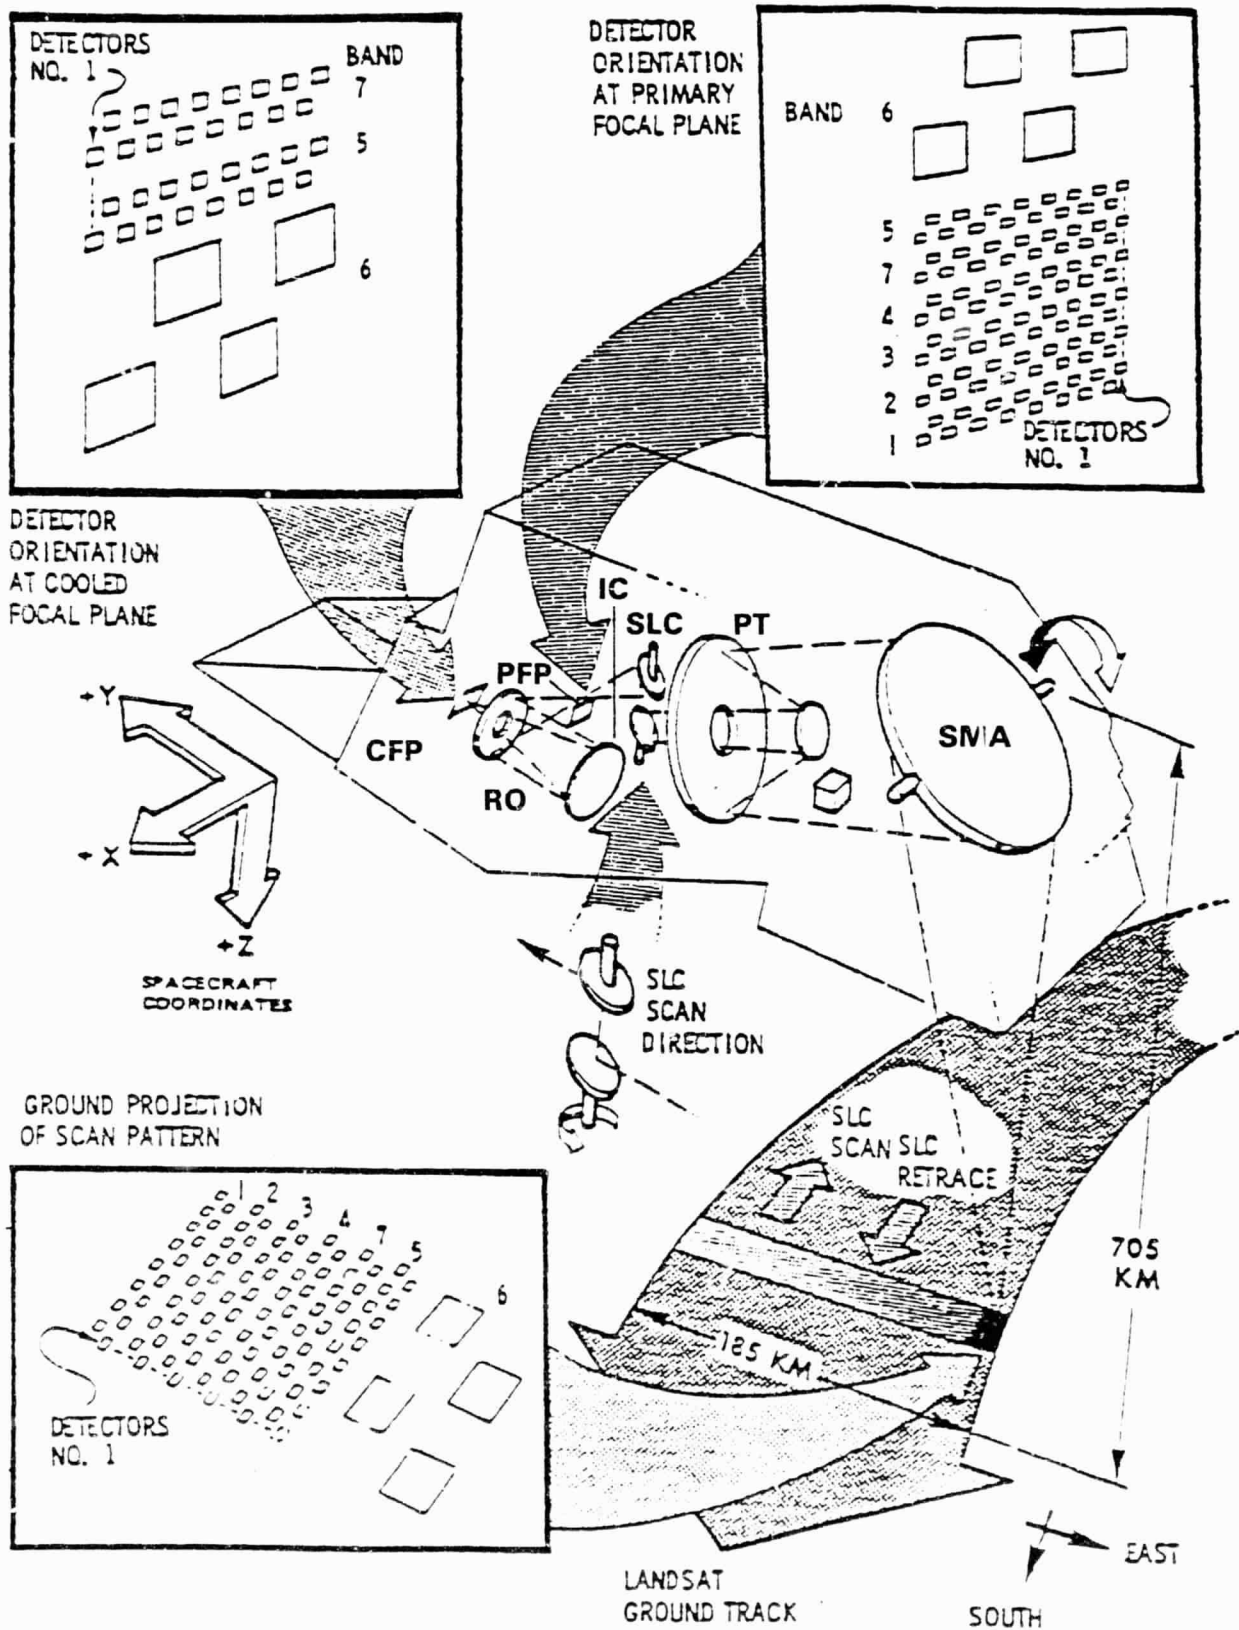 DETECTORS
NO. 1
BAND
7
5
6
DETECTOR
ORIENTATION
AT COOLED
FOCAL PLANE
DETECTOR
ORIENTATION
AT PRIMARY
FOCAL PLANE
BAND 6
5
7
4
3
2
1
DETECTORS
NO. 1
IC
SLC
PT
PFP
CFP
RO
SMA
+Y
+X
+Z
SPACECRAFT
COORDINATES
SLC
SCAN
DIRECTION
GROUND PROJECTION
OF SCAN PATTERN
1 2 3 4 7 5
6
DETECTORS
NO. 1
SLC
SCAN
SLC
RETRACE
705
KM
185 KM
LANDSAT
GROUND TRACK
EAST
SOUTH